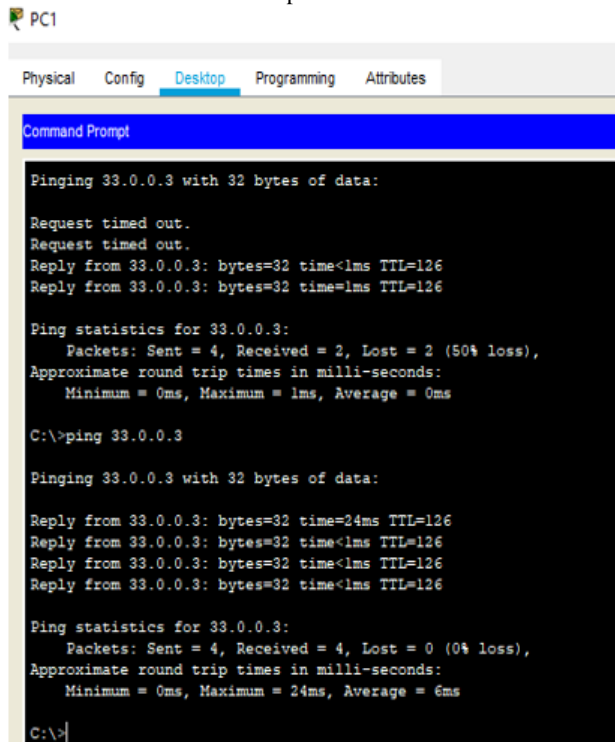 PC1
Physical Config Desktop Programming Attributes
Command Prompt
Pinging 33.0.0.3 with 32 bytes of data:
Request timed out.
Request timed out.
Reply from 33.0.0.3: bytes=32 time<1ms TTL=126
Reply from 33.0.0.3: bytes=32 time=1ms TTL=126
Ping statistics for 33.0.0.3:
Packets: Sent = 4, Received = 2, Lost = 2 (50% loss),
Approximate round trip times in milli-seconds:
Minimum = 0ms, Maximum = 1ms, Average = 0ms
C:\>ping 33.0.0.3
Pinging 33.0.0.3 with 32 bytes of data:
Reply from 33.0.0.3: bytes=32 time=24ms TTL=126
Reply from 33.0.0.3: bytes=32 time<1ms TTL=126
Reply from 33.0.0.3: bytes=32 time<1ms TTL=126
Reply from 33.0.0.3: bytes=32 time<1ms TTL=126
Ping statistics for 33.0.0.3:
Packets: Sent = 4, Received = 4, Lost = 0 (0% loss),
Approximate round trip times in milli-seconds:
Minimum = 0ms, Maximum = 24ms, Average = 6ms
C:\>